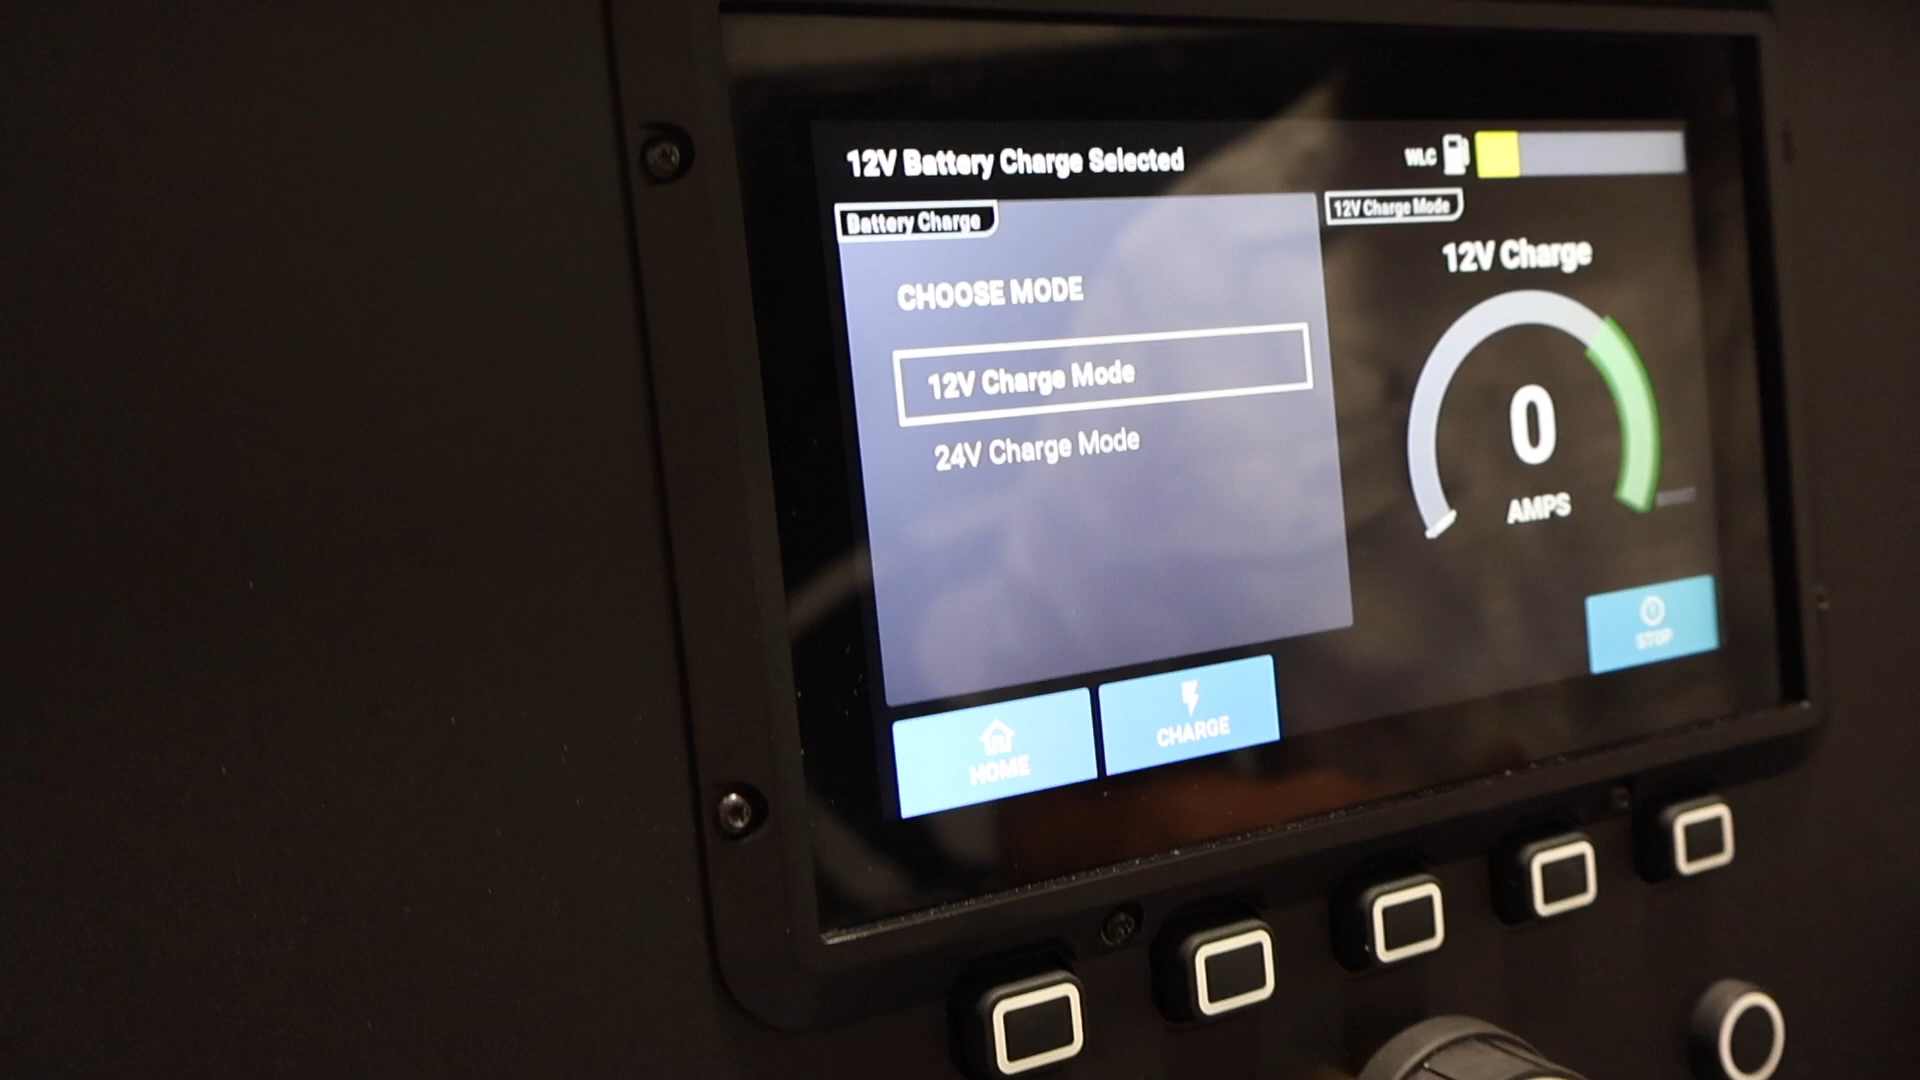 12V Battery Charge Selected
WLC
Battery Charge
CHOOSE MODE
12V Charge Mode
24V Charge Mode
12V Charge Mode
12V Charge
0
AMPS
HOME
CHARGE
STOP